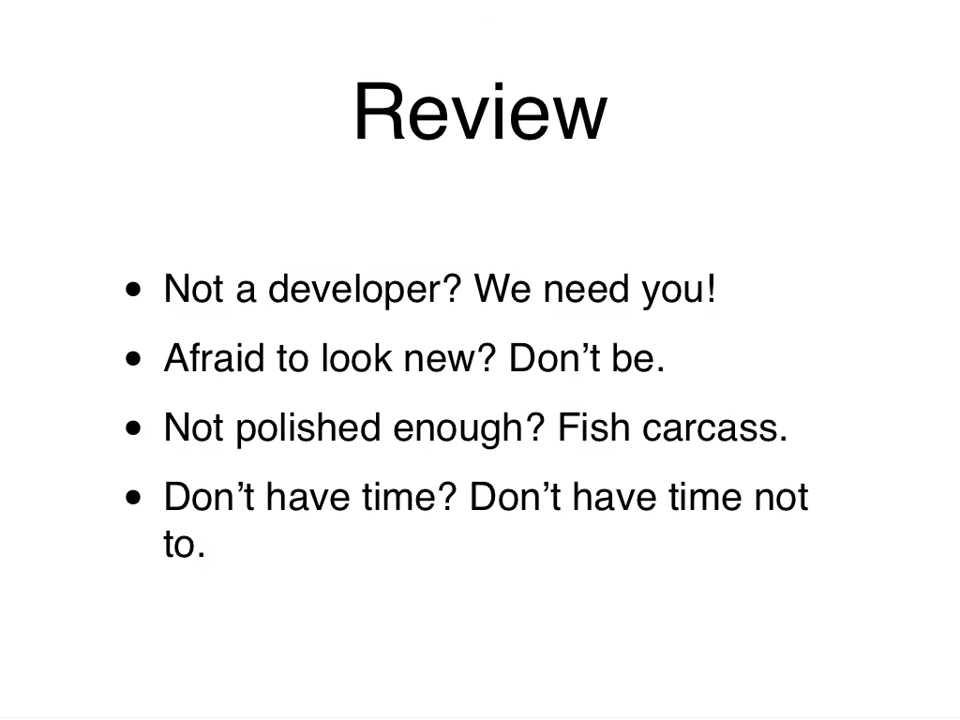 Review
• Not a developer? We need you!
• Afraid to look new? Don’t be.
• Not polished enough? Fish carcass.
• Don’t have time? Don’t have time not
to.